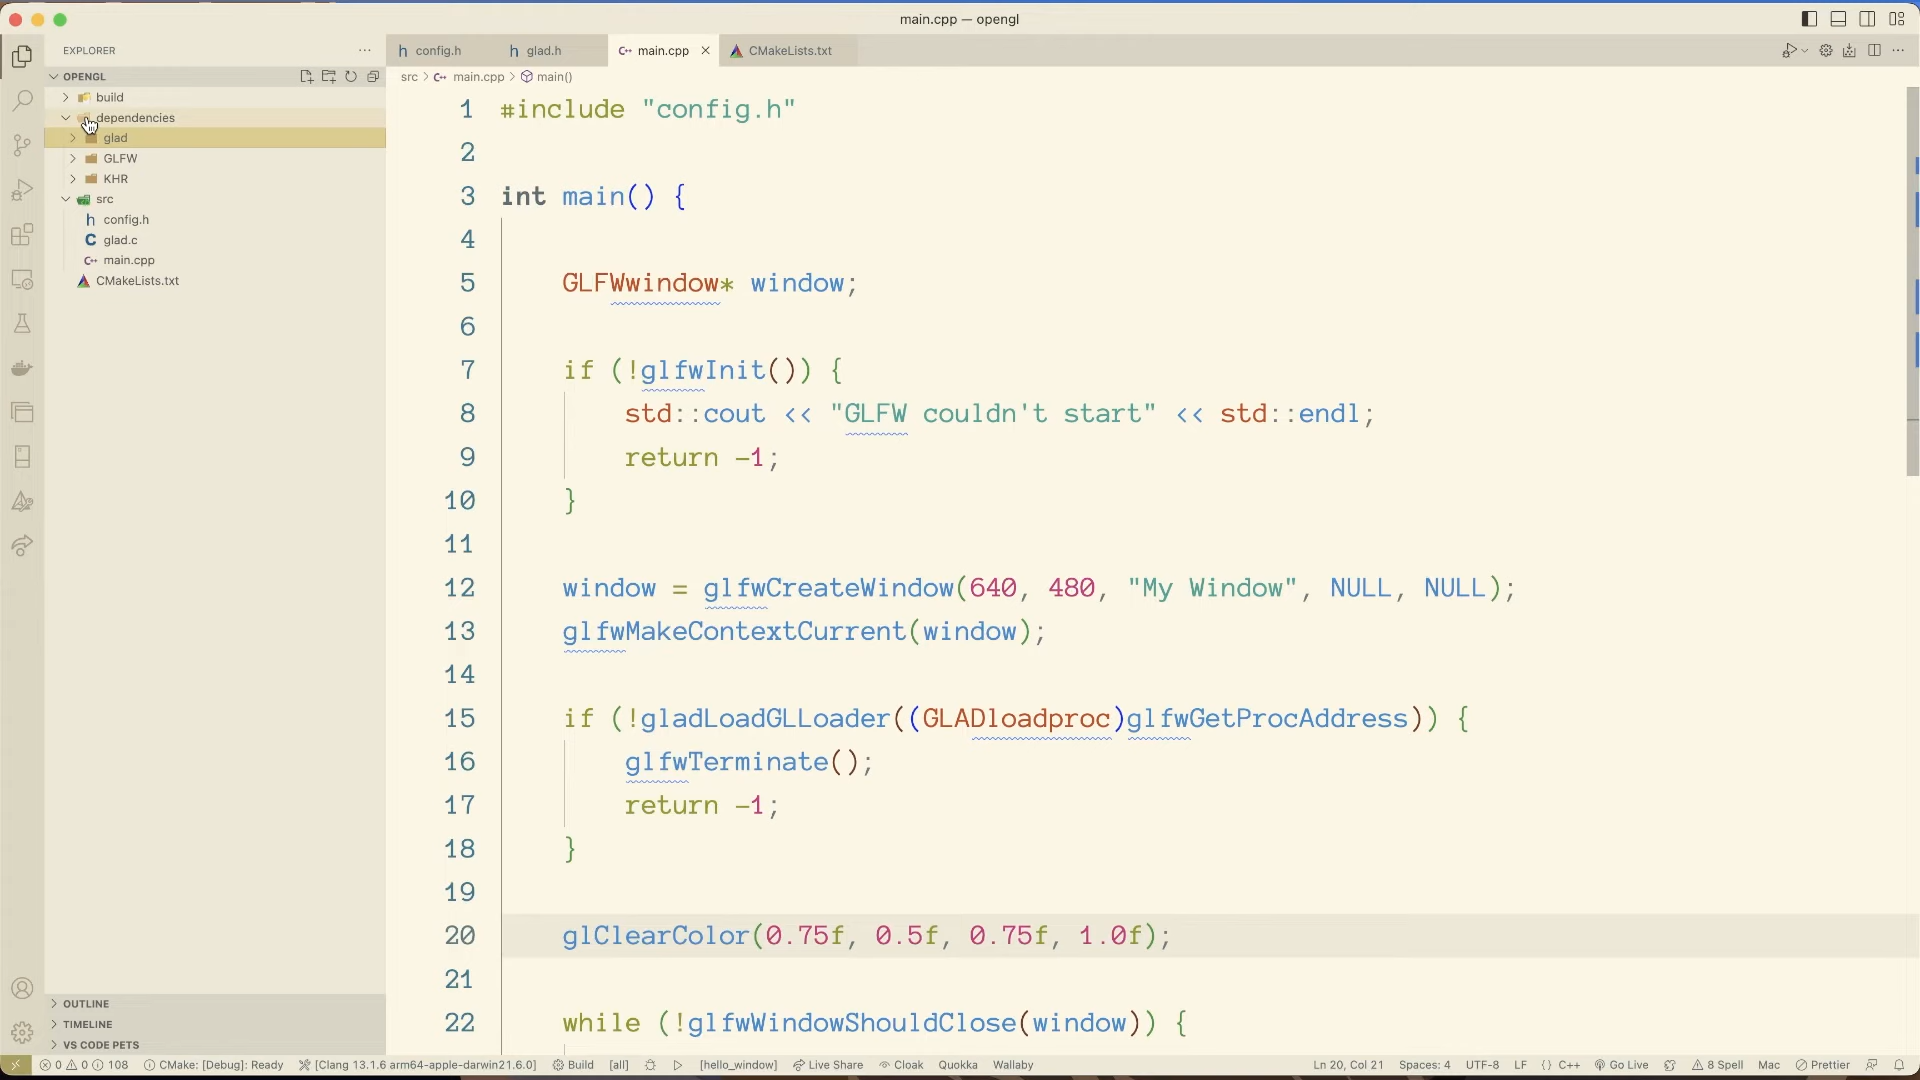 main.cpp — opengl
EXPLORER
OPENGL
build
dependencies
glad
GLFW
KHR
src
config.h
glad.c
main.cpp
CMakeLists.txt
OUTLINE
TIMELINE
VS CODE PETS
config.h
glad.h
main.cpp
CMakeLists.txt
src > main.cpp > main()
1 #include "config.h"
2
3 int main() {
4
5 GLFWwindow* window;
6
7 if (!glfwInit()) {
8 std::cout << "GLFW couldn't start" << std::endl;
9 return -1;
10 }
11
12 window = glfwCreateWindow(640, 480, "My Window", NULL, NULL);
13 glfwMakeContextCurrent(window);
14
15 if (!gladLoadGLLoader((GLADloadproc)glfwGetProcAddress)) {
16 glfwTerminate();
17 return -1;
18 }
19
20 glClearColor(0.75f, 0.5f, 0.75f, 1.0f);
21
22 while (!glfwWindowShouldClose(window)) {
0 0 108 CMake: [Debug]: Ready [Clang 13.1.6 arm64-apple-darwin21.6.0] Build [all] [hello_window] Live Share Cloak Quokka Wallaby Ln 20, Col 21 Spaces: 4 UTF-8 LF {} C++ Go Live 8 Spell Mac Prettier